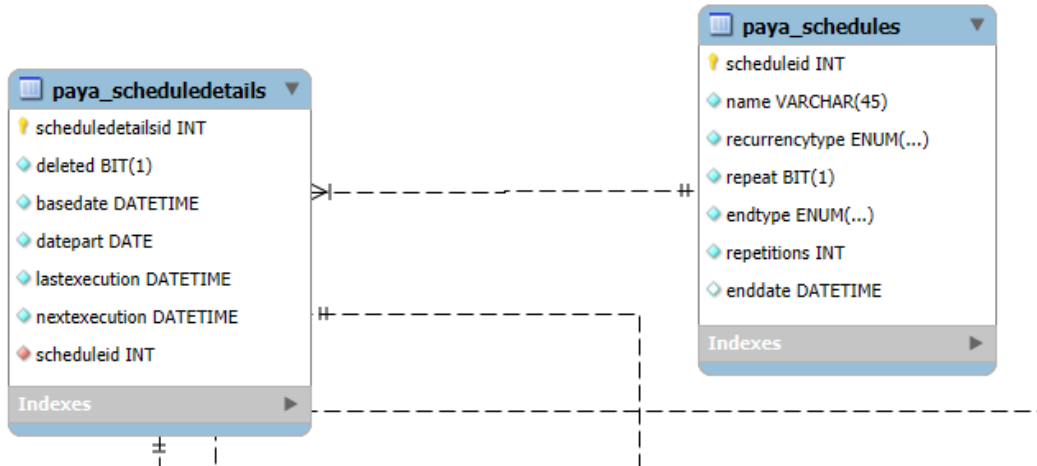 paya_scheduledetails
scheduledetailsid INT
deleted BIT(1)
basedate DATETIME
datepart DATE
lastexecution DATETIME
nextexecution DATETIME
scheduleid INT
Indexes
paya_schedules
scheduleid INT
name VARCHAR(45)
recurrencytype ENUM(...)
repeat BIT(1)
endtype ENUM(...)
repetitions INT
enddate DATETIME
Indexes